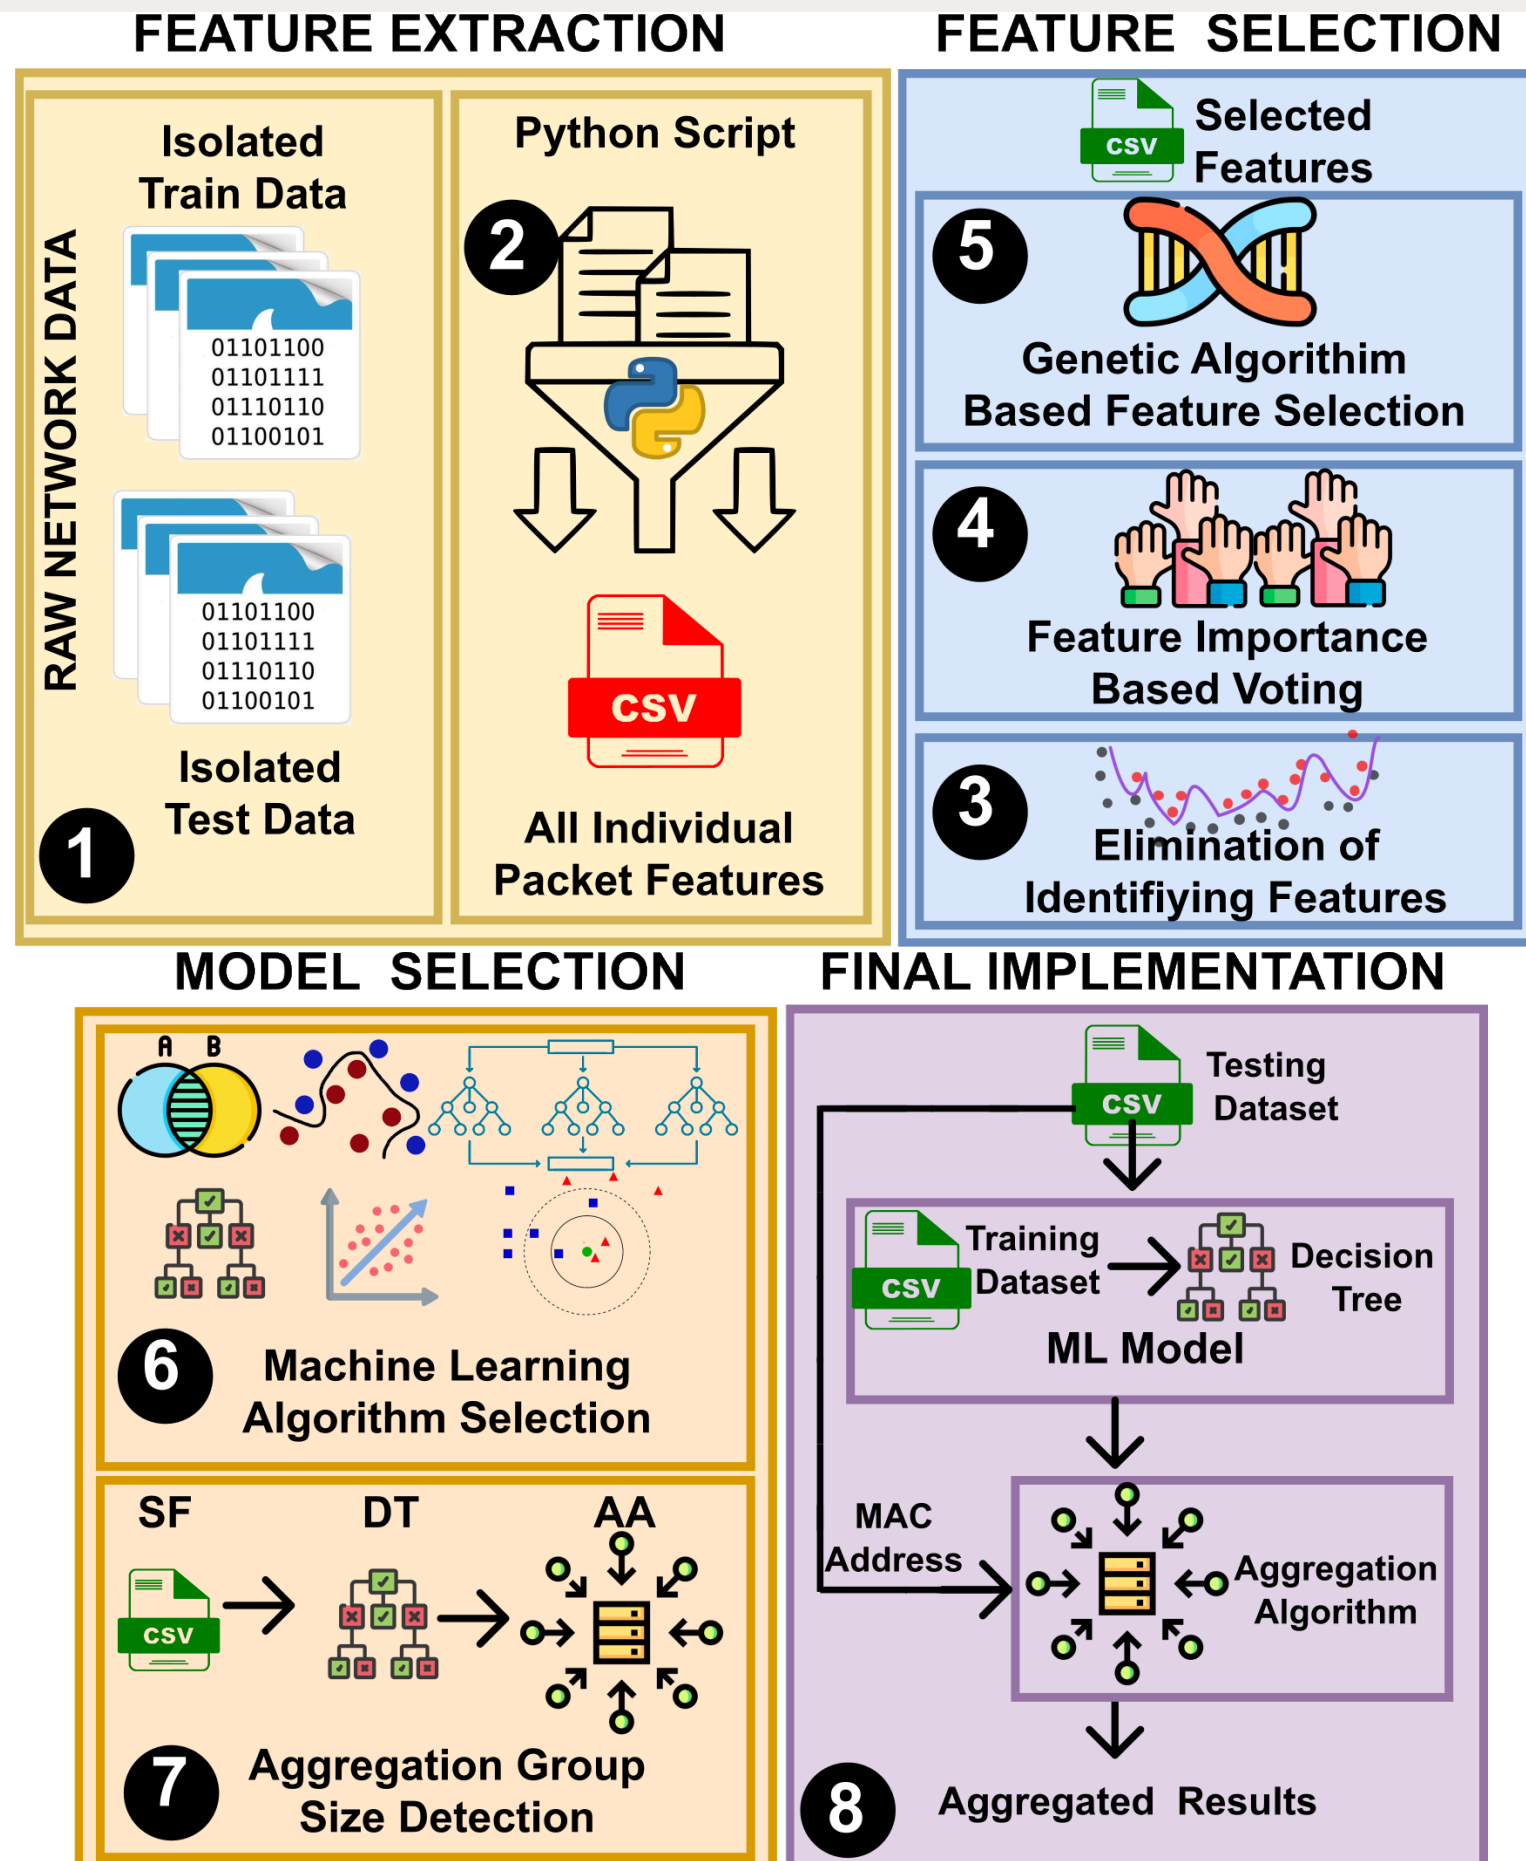 FEATURE EXTRACTION
RAW NETWORK DATA
Isolated
Train Data
01101100
01101111
01110110
01100101
01101100
01101111
01110110
01100101
Isolated
Test Data
1
Python Script
2
CSV
All Individual
Packet Features
FEATURE SELECTION
CSV
Selected
Features
5
Genetic Algorithim
Based Feature Selection
4
Feature Importance
Based Voting
3
Elimination of
Identifiying Features
MODEL SELECTION
A B
6
Machine Learning
Algorithm Selection
SF DT AA
CSV
7
Aggregation Group
Size Detection
FINAL IMPLEMENTATION
CSV
Testing
Dataset
CSV
Training
Dataset
Decision
Tree
ML Model
MAC
Address
Aggregation
Algorithm
8
Aggregated Results